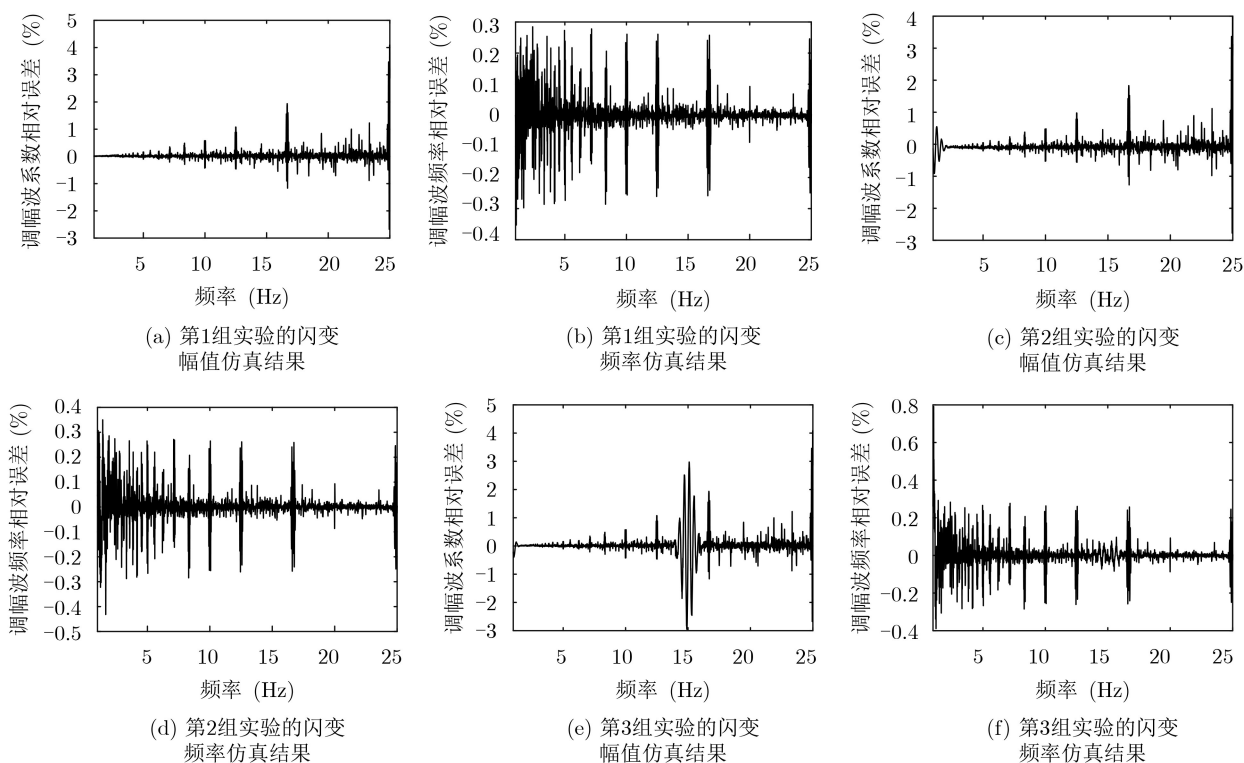 调幅波系数相对误差 (%)
5
4
3
2
1
0
−1
−2
−3
5 10 15 20 25
频率 (Hz)
(a) 第1组实验的闪变
幅值仿真结果
调幅波频率相对误差 (%)
0.3
0.2
0.1
0
−0.1
−0.2
−0.3
−0.4
5 10 15 20 25
频率 (Hz)
(b) 第1组实验的闪变
频率仿真结果
调幅波系数相对误差 (%)
4
3
2
1
0
−1
−2
−3
5 10 15 20 25
频率 (Hz)
(c) 第2组实验的闪变
幅值仿真结果
调幅波频率相对误差 (%)
0.4
0.3
0.2
0.1
0
−0.1
−0.2
−0.3
−0.4
−0.5
5 10 15 20 25
频率 (Hz)
(d) 第2组实验的闪变
频率仿真结果
调幅波系数相对误差 (%)
5
4
3
2
1
0
−1
−2
−3
5 10 15 20 25
频率 (Hz)
(e) 第3组实验的闪变
幅值仿真结果
调幅波频率相对误差 (%)
0.8
0.6
0.4
0.2
0
−0.2
−0.4
5 10 15 20 25
频率 (Hz)
(f) 第3组实验的闪变
频率仿真结果